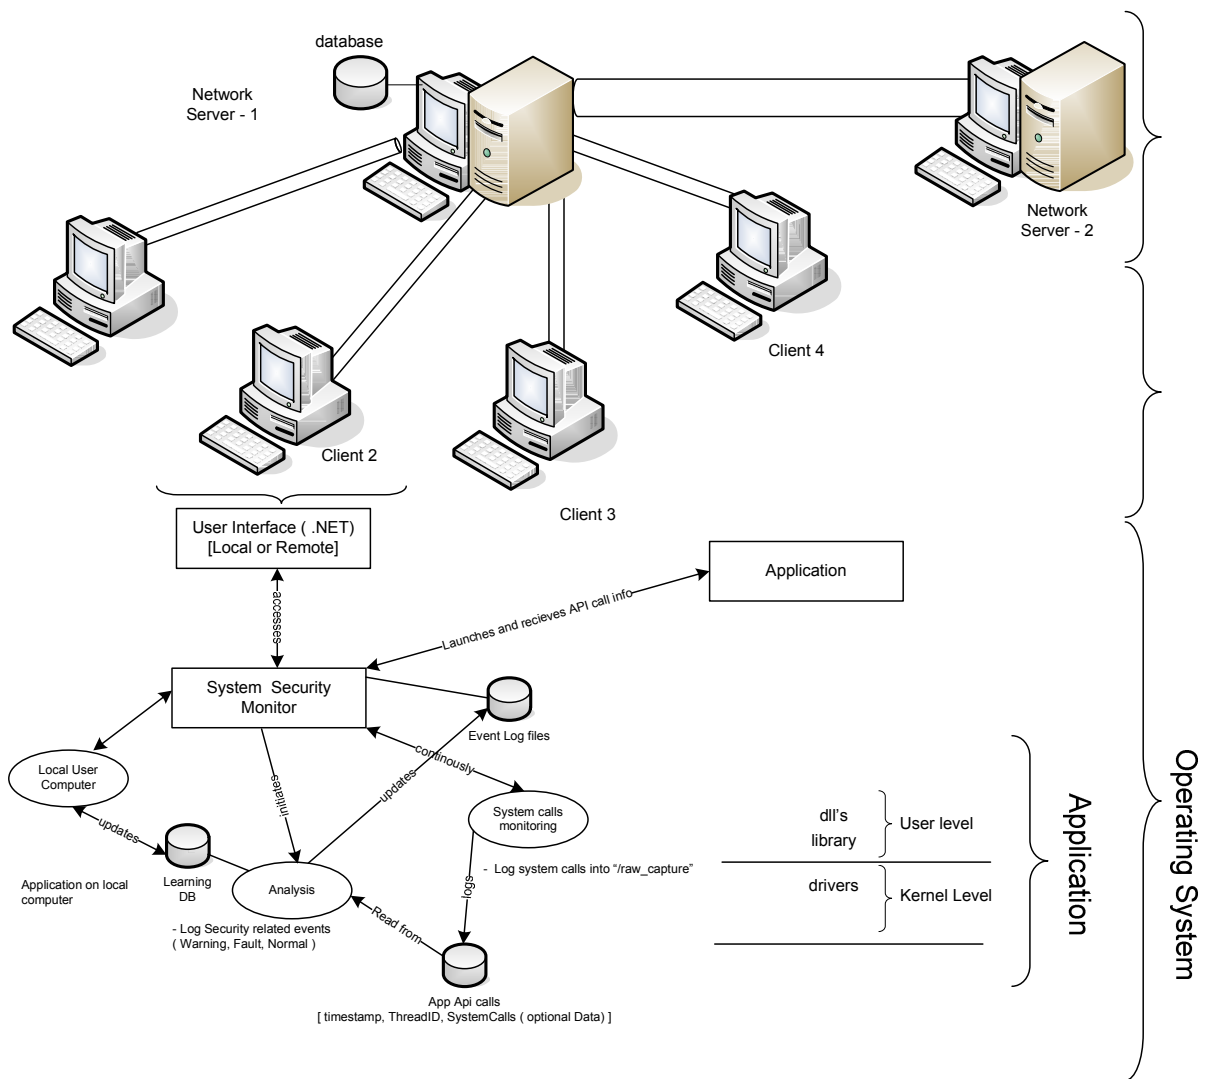 database
Network
Server - 1
Network
Server - 2
Client 4
Client 2
Client 3
User Interface ( .NET)
[Local or Remote]
Application
accesses
Launches and recieves API call info
System Security
Monitor
Event Log files
continously
updates
initiates
Local User
Computer
updates
System calls
monitoring
- Log system calls into “/raw_capture”
Learning
DB
Application on local
computer
Analysis
- Log Security related events
( Warning, Fault, Normal )
logs
Read from
App Api calls
[ timestamp, ThreadID, SystemCalls ( optional Data) ]
dll's
library
User level
drivers
Kernel Level
Application
Operating System